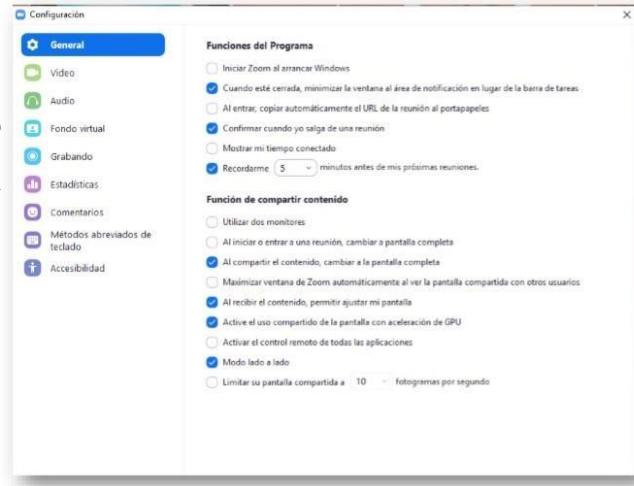 Configuración
General
Video
Audio
Fondo virtual
Grabando
Estadísticas
Comentarios
Métodos abreviados de
teclado
Accesibilidad
Funciones del Programa
Iniciar Zoom al arrancar Windows
Cuando esté cerrada, minimizar la ventana al área de notificación en lugar de la barra de tareas
Al entrar, copiar automáticamente el URL de la reunión al portapapeles
Confirmar cuando yo salga de una reunión
Mostrar mi tiempo conectado
Recordarme 5 minutos antes de mis próximas reuniones.
Función de compartir contenido
Utilizar dos monitores
Al iniciar o entrar a una reunión, cambiar a pantalla completa
Al compartir el contenido, cambiar a la pantalla completa
Maximizar ventana de Zoom automáticamente al ver la pantalla compartida con otros usuarios
Al recibir el contenido, permitir ajustar mi pantalla
Active el uso compartido de la pantalla con aceleración de GPU
Activar el control remoto de todas las aplicaciones
Modo lado a lado
Limitar su pantalla compartida a 10 fotogramas por segundo